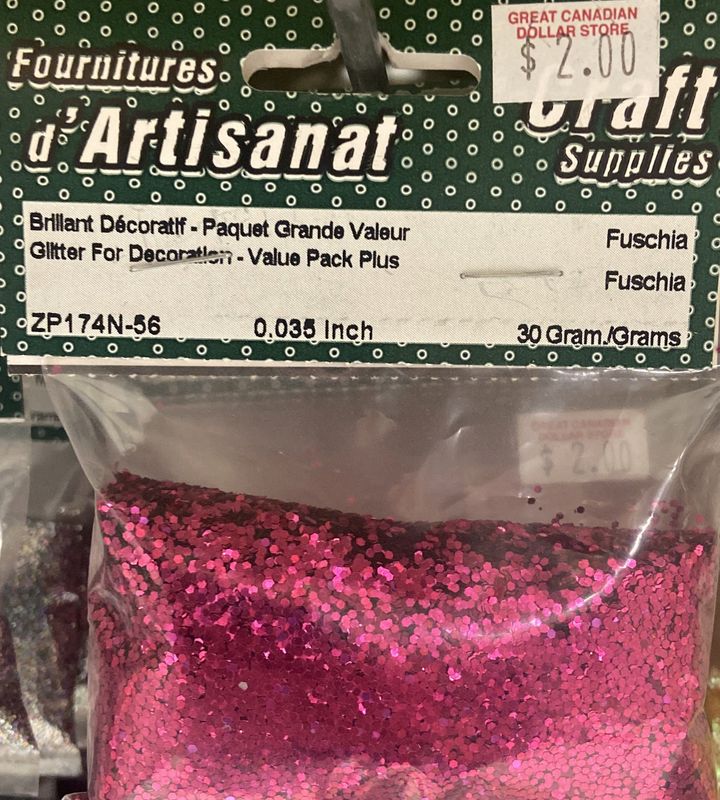 GREAT CANADIAN
DOLLAR STORE
$ 2.00
Fournitures
d'Artisanat
Craft
Supplies
Brillant Décoratif - Paquet Grande Valeur
Fuschia
Glitter For Decoration - Value Pack Plus
Fuschia
ZP174N-56 0.035 Inch 30 Gram./Grams
GREAT CANADIAN
DOLLAR STORE
$ 2.00